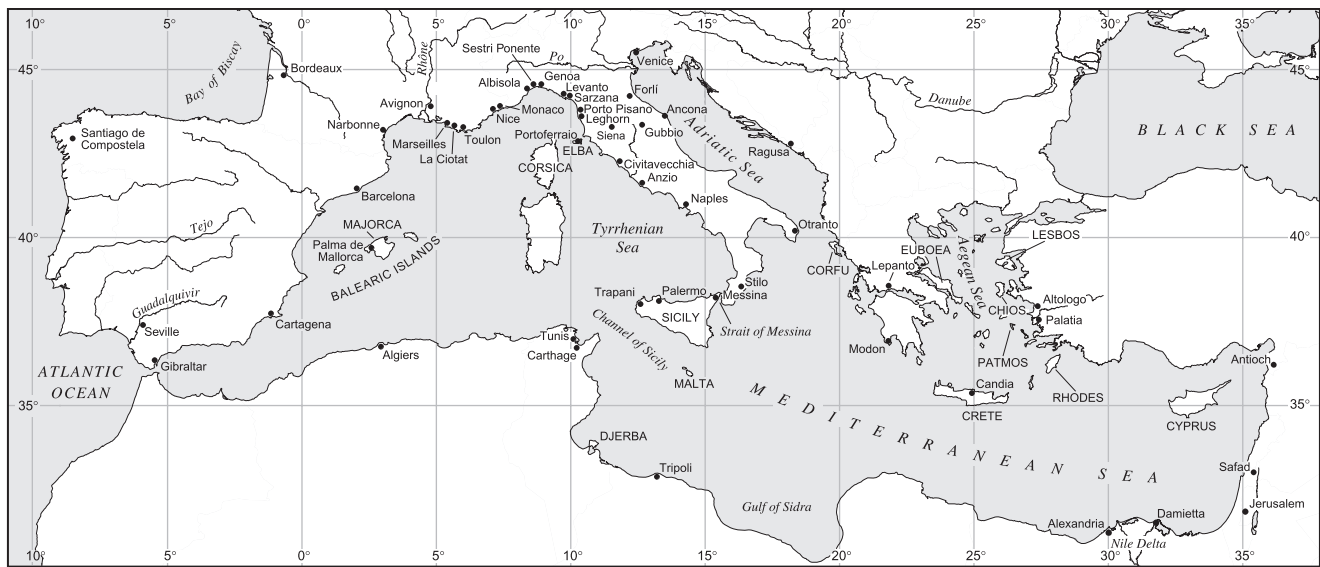 10°
5°
0°
5°
10°
15°
20°
25°
30°
35°
Bay of Biscay
Bordeaux
Rhône
Sestri Ponente
Po
Venice
45°
45°
Albisola
Genoa
Levanto
Sarzana
Forlí
Danube
Avignon
Monaco
Nice
Porto Pisano
Leghorn
Ancona
BLACK SEA
Santiago de
Compostela
Narbonne
Marseilles
La Ciotat
Toulon
Portoferraio
Siena
Gubbio
Adriatic Sea
Ragusa
ELBA
CORSICA
Civitavecchia
Anzio
Barcelona
Naples
MAJORCA
Tejo
Palma de
Mallorca
BALEARIC ISLANDS
Tyrrhenian
Sea
Otranto
40°
40°
LESBOS
EUBOEA
Aegean Sea
CORFU
Lepanto
Guadalquivir
Seville
Cartagena
Trapani
Palermo
Stilo
Messina
SICILY
Strait of Messina
CHIOS
Altologo
Palatia
Gibraltar
Algiers
Tunis
Carthage
Channel of Sicily
Modon
PATMOS
Antioch
ATLANTIC
OCEAN
MALTA
Candia
CRETE
RHODES
CYPRUS
35°
35°
MEDITERRANEAN SEA
DJERBA
Tripoli
Safad
Gulf of Sidra
Jerusalem
Alexandria
Damietta
Nile Delta
10°
5°
0°
5°
10°
15°
20°
25°
30°
35°